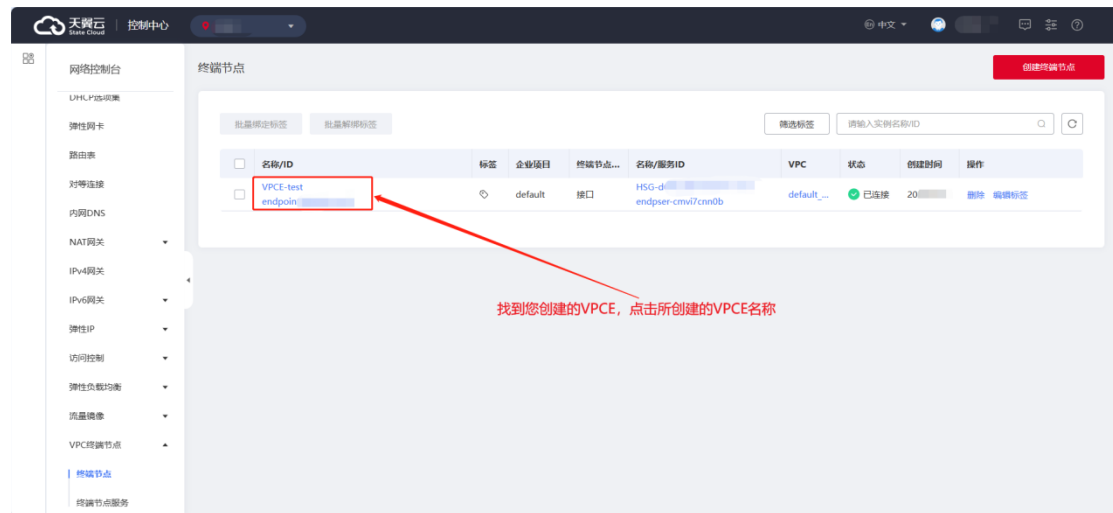 天翼云
State Cloud
控制中心
中文
网络控制台
DHCP选项集
弹性网卡
路由表
对等连接
内网DNS
NAT网关
IPv4网关
IPv6网关
弹性IP
访问控制
弹性负载均衡
流量镜像
VPC终端节点
终端节点
终端节点服务
终端节点
创建终端节点
批量绑定标签
批量解绑标签
筛选标签
请输入实例名称/ID
名称/ID
标签
企业项目
终端节点...
名称/服务ID
VPC
状态
创建时间
操作
VPCE-test
endpoin
default
接口
HSG-d
endpser-cmvi7cnn0b
default_...
已连接
20
删除
编辑标签
找到您创建的VPCE，点击所创建的VPCE名称